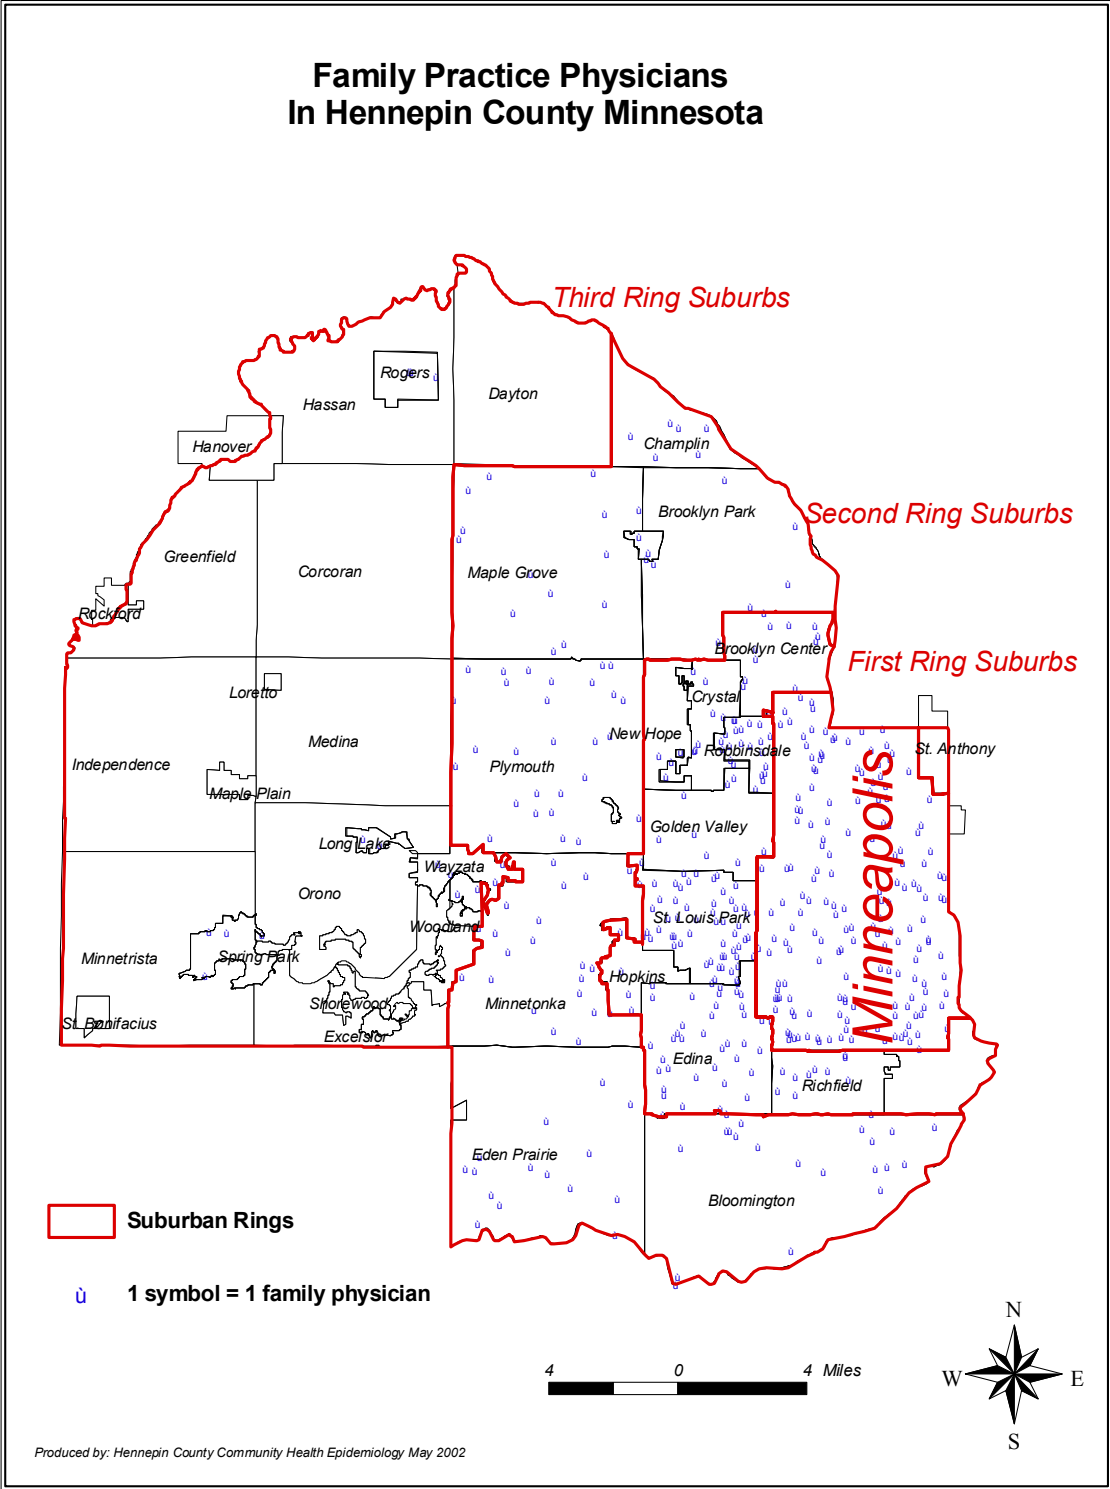 Family Practice Physicians
In Hennepin County Minnesota
Third Ring Suburbs
Rogers
Dayton
Hassan
Champlin
Hanover
Brooklyn Park
Second Ring Suburbs
Greenfield
Corcoran
Maple Grove
Rockford
Brooklyn Center
First Ring Suburbs
Loretto
Crystal
New Hope
Medina
Robbinsdale
St. Anthony
Independence
Plymouth
Maple Plain
Golden Valley
Long Lake
Wayzata
Minneapolis
Orono
St. Louis Park
Woodland
Minnetrista
Spring Park
Hopkins
Shorewood
Minnetonka
St. Bonifacius
Excelsior
Edina
Richfield
Eden Prairie
Bloomington
Suburban Rings
ù 1 symbol = 1 family physician
N
4 0 4 Miles
W E
S
Produced by: Hennepin County Community Health Epidemiology May 2002